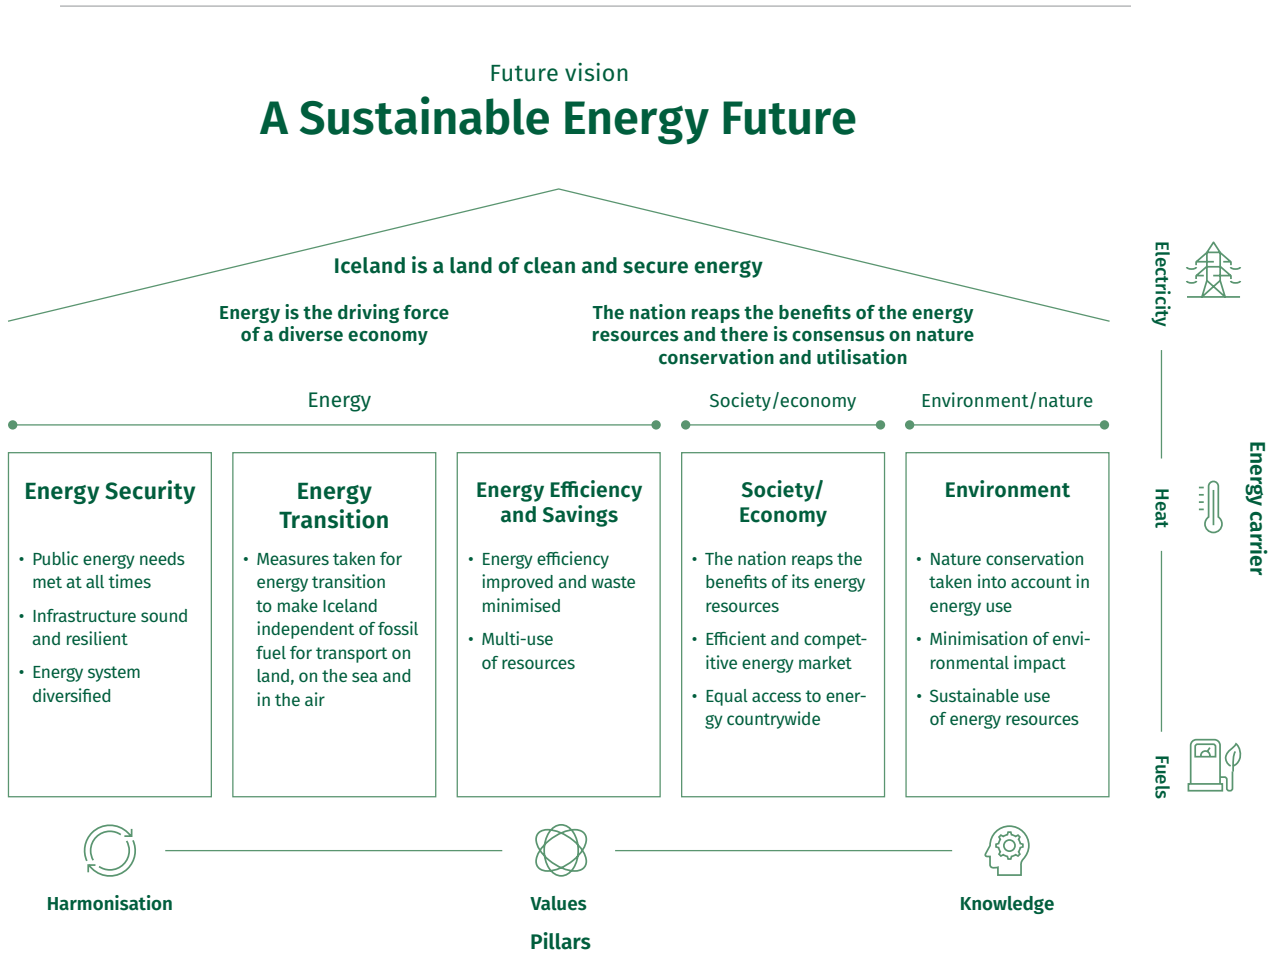 Future vision
A Sustainable Energy Future
Iceland is a land of clean and secure energy
Energy is the driving force
of a diverse economy
The nation reaps the benefits of the energy
resources and there is consensus on nature
conservation and utilisation
Energy
Society/economy
Environment/nature
Energy Security
• Public energy needs
met at all times
• Infrastructure sound
and resilient
• Energy system
diversified
Energy
Transition
• Measures taken for
energy transition
to make Iceland
independent of fossil
fuel for transport on
land, on the sea and
in the air
Energy Efficiency
and Savings
• Energy efficiency
improved and waste
minimised
• Multi-use
of resources
Society/
Economy
• The nation reaps the
benefits of its energy
resources
• Efficient and compet-
itive energy market
• Equal access to ener-
gy countrywide
Environment
• Nature conservation
taken into account in
energy use
• Minimisation of envi-
ronmental impact
• Sustainable use
of energy resources
Electricity
Heat
Fuels
Energy carrier
Harmonisation
Values
Knowledge
Pillars